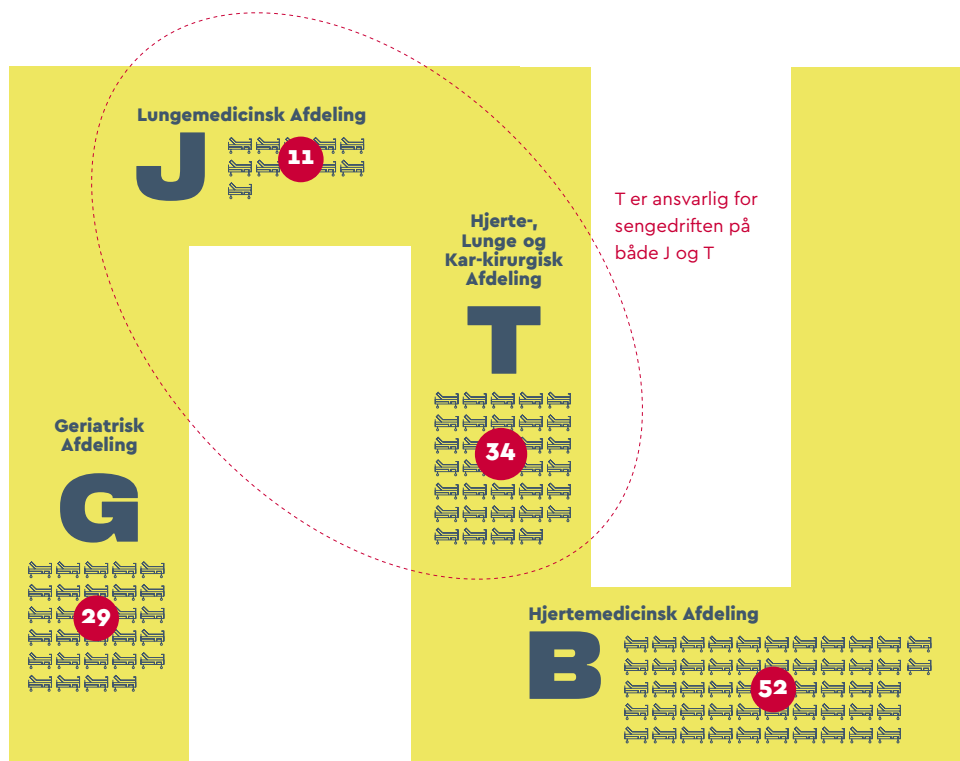 Lungemedicinsk Afdeling
J
11
T er ansvarlig for
sengedriften på
både J og T
Hjerte-,
Lunge og
Kar-kirurgisk
Afdeling
T
34
Geriatrisk
Afdeling
G
29
Hjertemedicinsk Afdeling
B
52